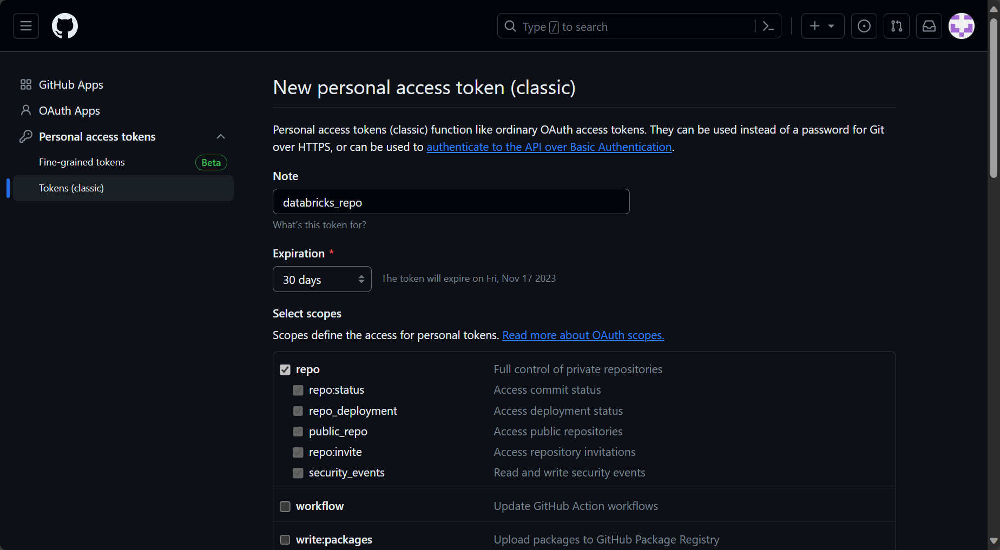 Type / to search
GitHub Apps
OAuth Apps
Personal access tokens
Fine-grained tokens Beta
Tokens (classic)
New personal access token (classic)
Personal access tokens (classic) function like ordinary OAuth access tokens. They can be used instead of a password for Git
over HTTPS, or can be used to authenticate to the API over Basic Authentication.
Note
databricks_repo
What's this token for?
Expiration *
30 days The token will expire on Fri, Nov 17 2023
Select scopes
Scopes define the access for personal tokens. Read more about OAuth scopes.
repo Full control of private repositories
repo:status Access commit status
repo_deployment Access deployment status
public_repo Access public repositories
repo:invite Access repository invitations
security_events Read and write security events
workflow Update GitHub Action workflows
write:packages Upload packages to GitHub Package Registry